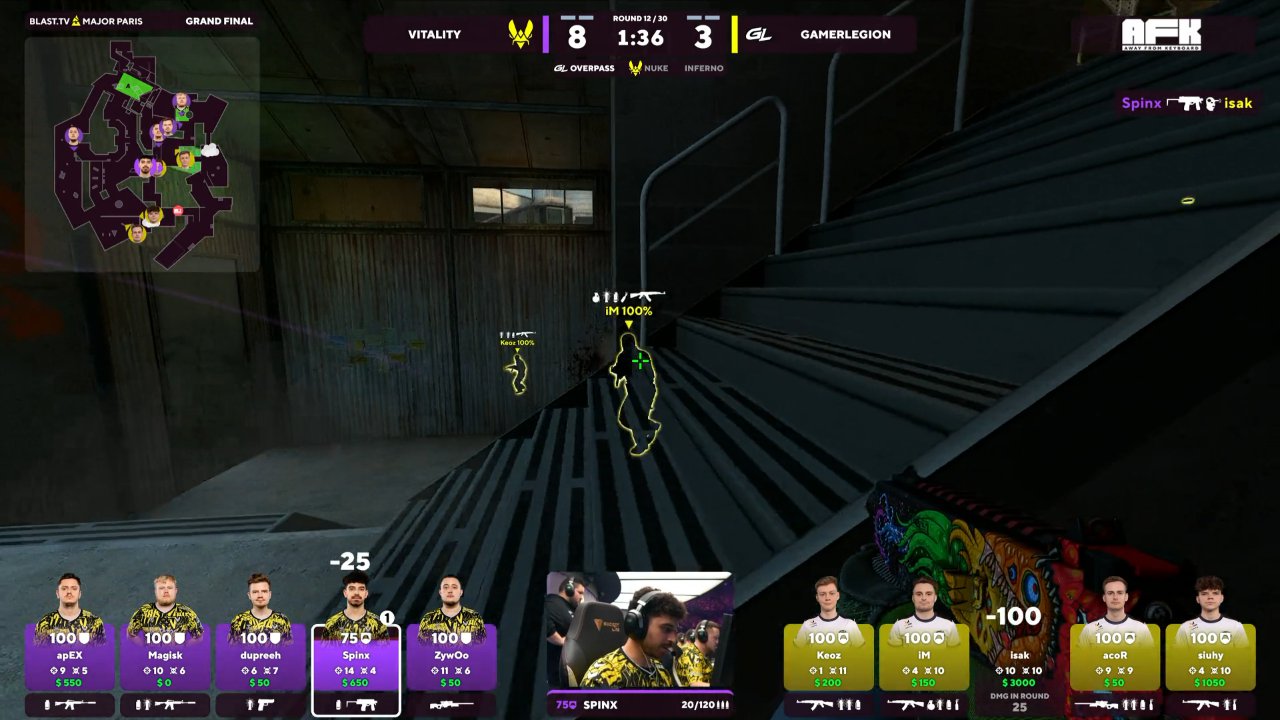 BLAST.TV MAJOR PARIS
GRAND FINAL
VITALITY
8
ROUND 12 / 30
1:36
3
GL
GAMERLEGION
GL OVERPASS
NUKE
INFERNO
AFK
AWAY FROM KEYBOARD
Spinx isak
iM 100%
Keoz 100%
-25
1
100
apEX
9 5
$ 550
100
Magisk
10 6
$ 0
100
dupreeh
6 7
$ 50
75
Spinx
14 4
$ 650
100
ZywOo
11 6
$ 50
75 SPINX
20/120
100
Keoz
1 11
$ 200
100
iM
4 10
$ 150
-100
isak
10 10
$ 3000
DMG IN ROUND
25
100
acoR
9 9
$ 50
100
siuhy
4 10
$ 1050